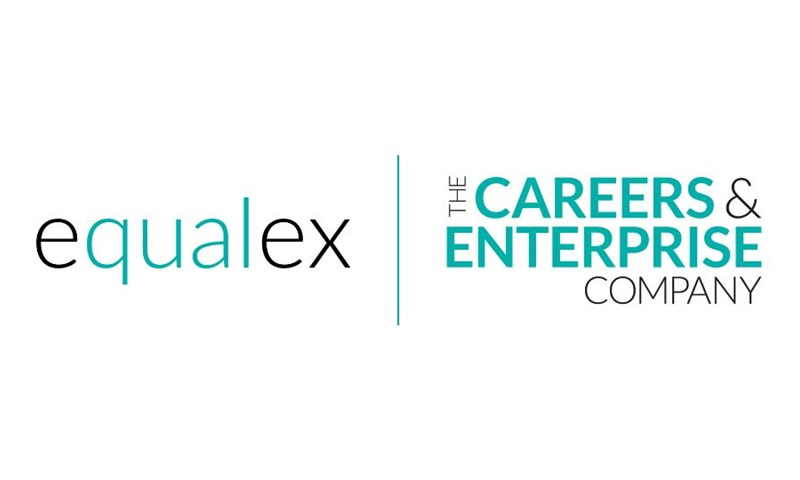 equalex
THE
CAREERS &
ENTERPRISE
COMPANY